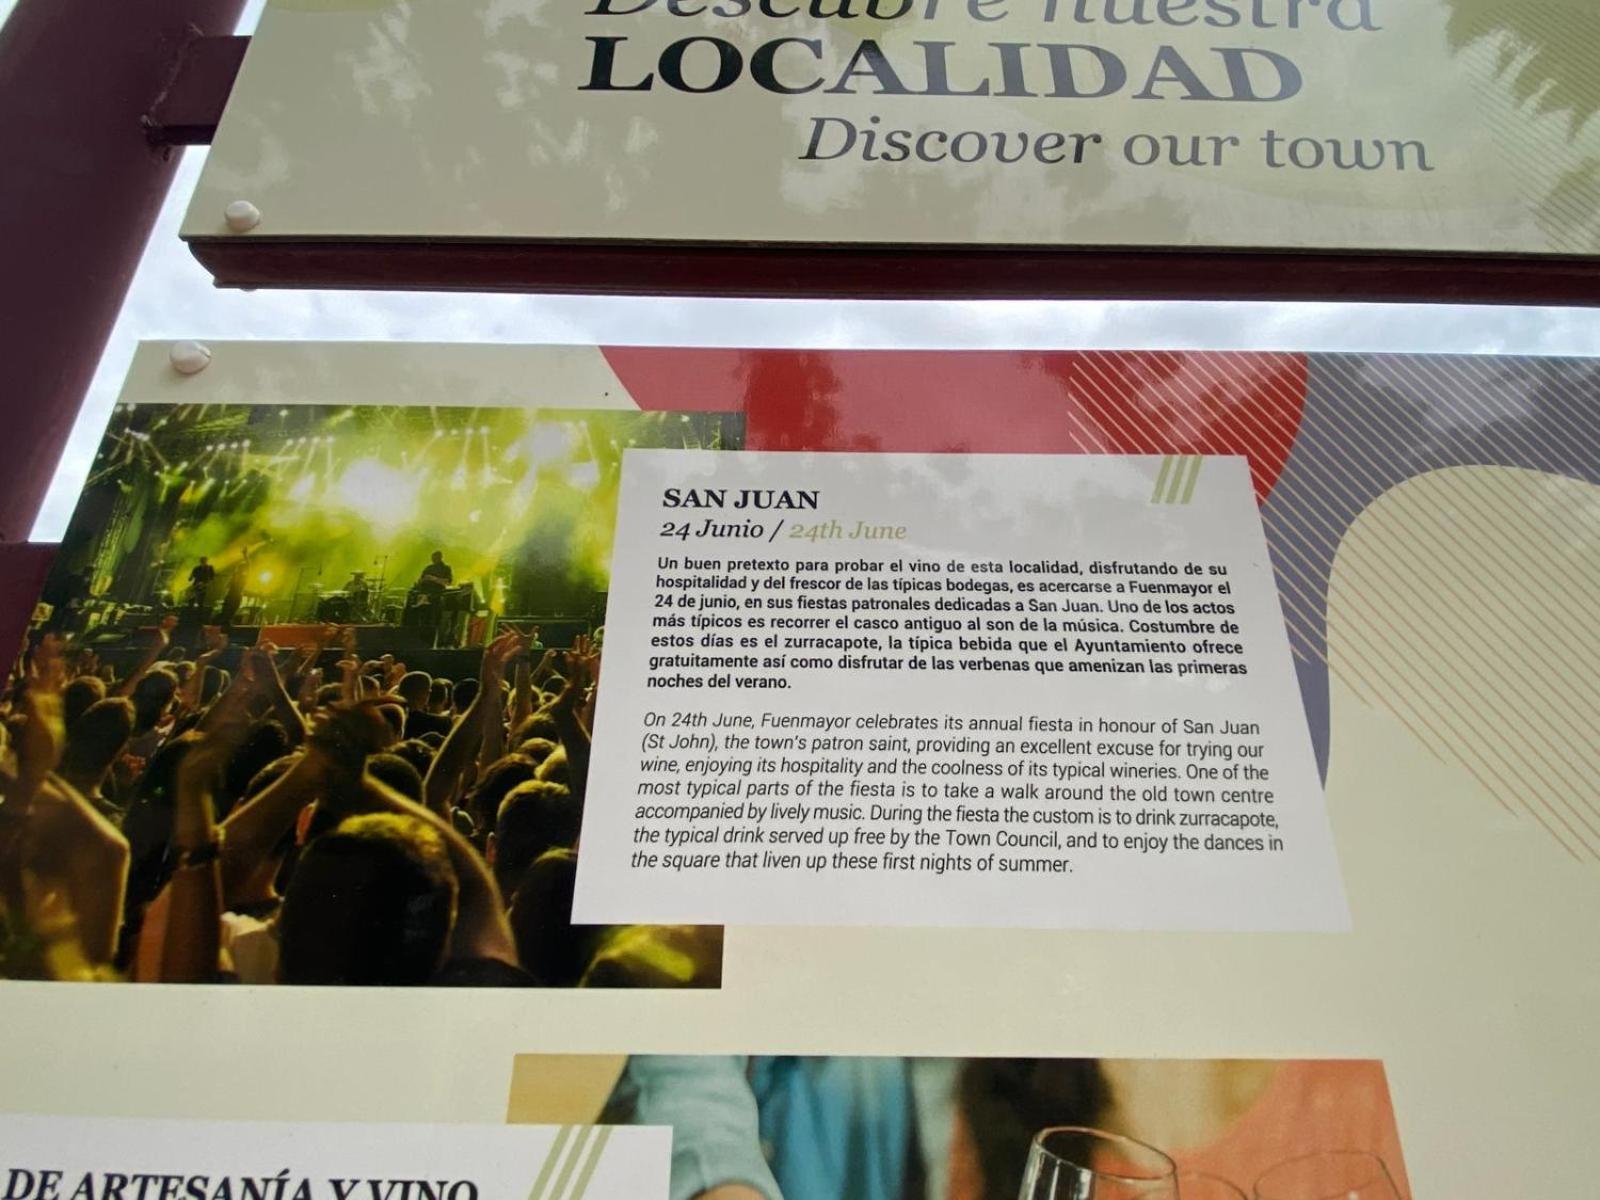 Descubre nuestra
LOCALIDAD
Discover our town
SAN JUAN
24 Junio / 24th June
Un buen pretexto para probar el vino de esta localidad, disfrutando de su
hospitalidad y del frescor de las típicas bodegas, es acercarse a Fuenmayor el
24 de junio, en sus fiestas patronales dedicadas a San Juan. Uno de los actos
más típicos es recorrer el casco antiguo al son de la música. Costumbre de
estos días es el zurracapote, la típica bebida que el Ayuntamiento ofrece
gratuitamente así como disfrutar de las verbenas que amenizan las primeras
noches del verano.
On 24th June, Fuenmayor celebrates its annual fiesta in honour of San Juan
(St John), the town's patron saint, providing an excellent excuse for trying our
wine, enjoying its hospitality and the coolness of its typical wineries. One of the
most typical parts of the fiesta is to take a walk around the old town centre
accompanied by lively music. During the fiesta the custom is to drink zurracapote,
the typical drink served up free by the Town Council, and to enjoy the dances in
the square that liven up these first nights of summer.
DE ARTESANÍA Y VINO